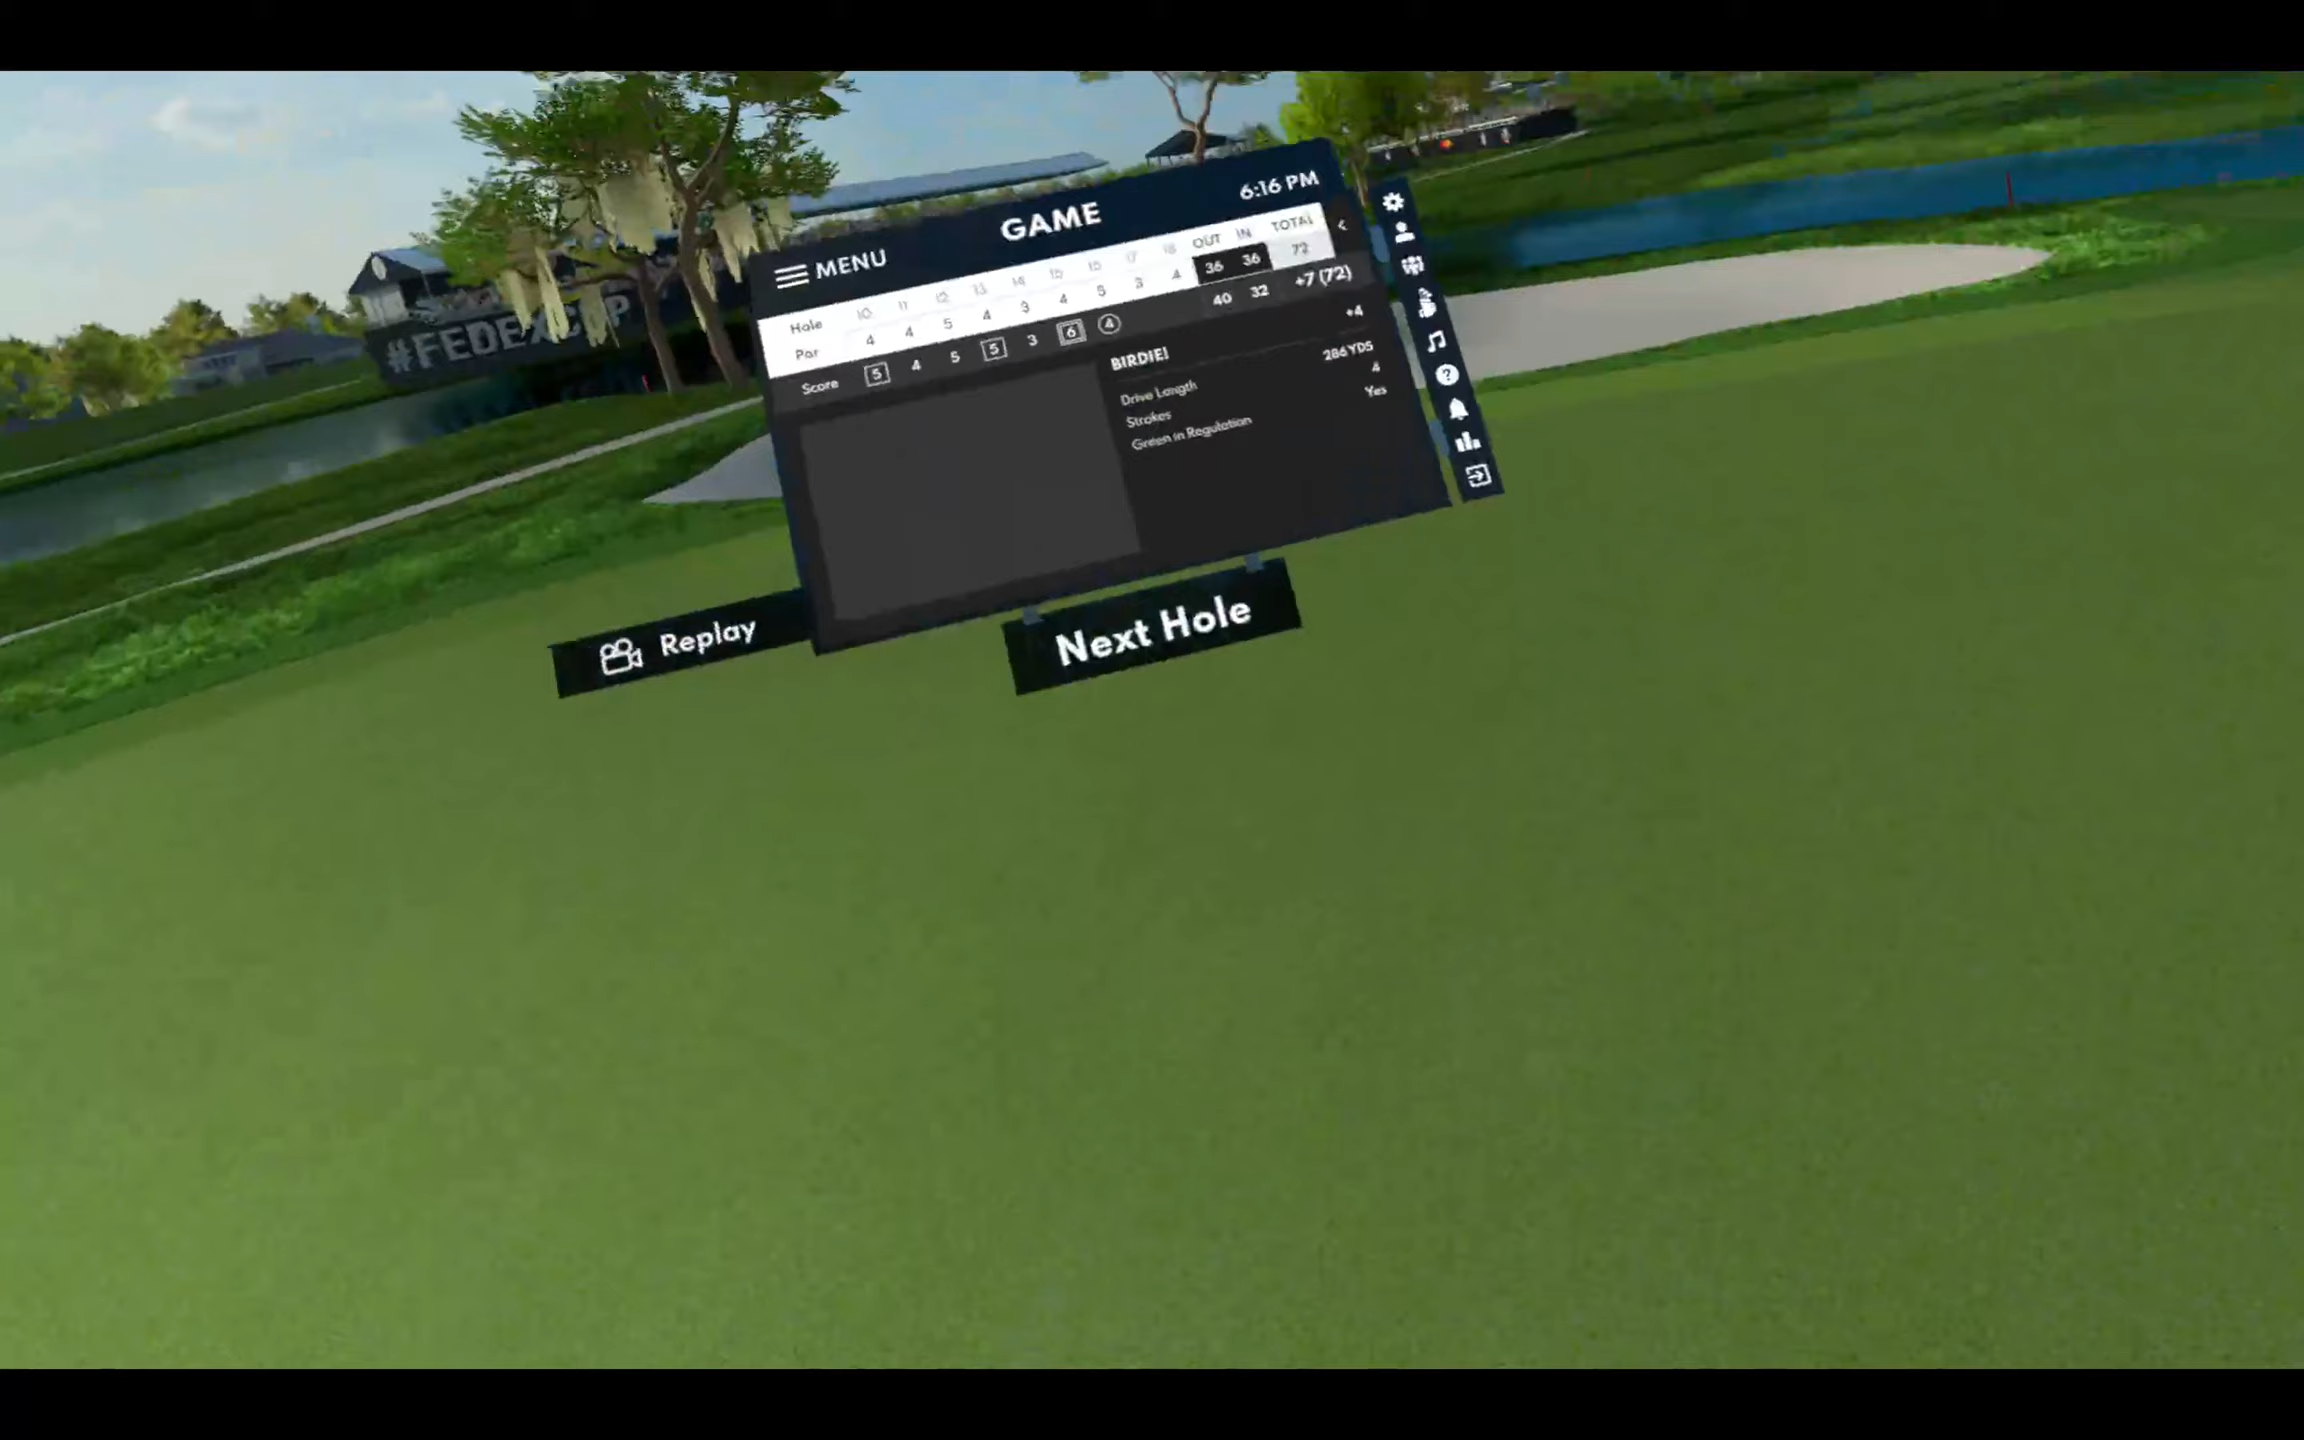 #FEDEXCUP
6:16 PM
GAME
MENU
Hole 10 11 12 13 14 15 16 17 18 OUT IN TOTAL
Par 4 4 5 4 3 4 5 3 4 36 36 72
Score 5 4 5 5 3 6 4 40 32 +7 (72)
+4
BIRDIE!
Drive Length 286 YDS
Strokes 4
Green in Regulation Yes
Replay
Next Hole